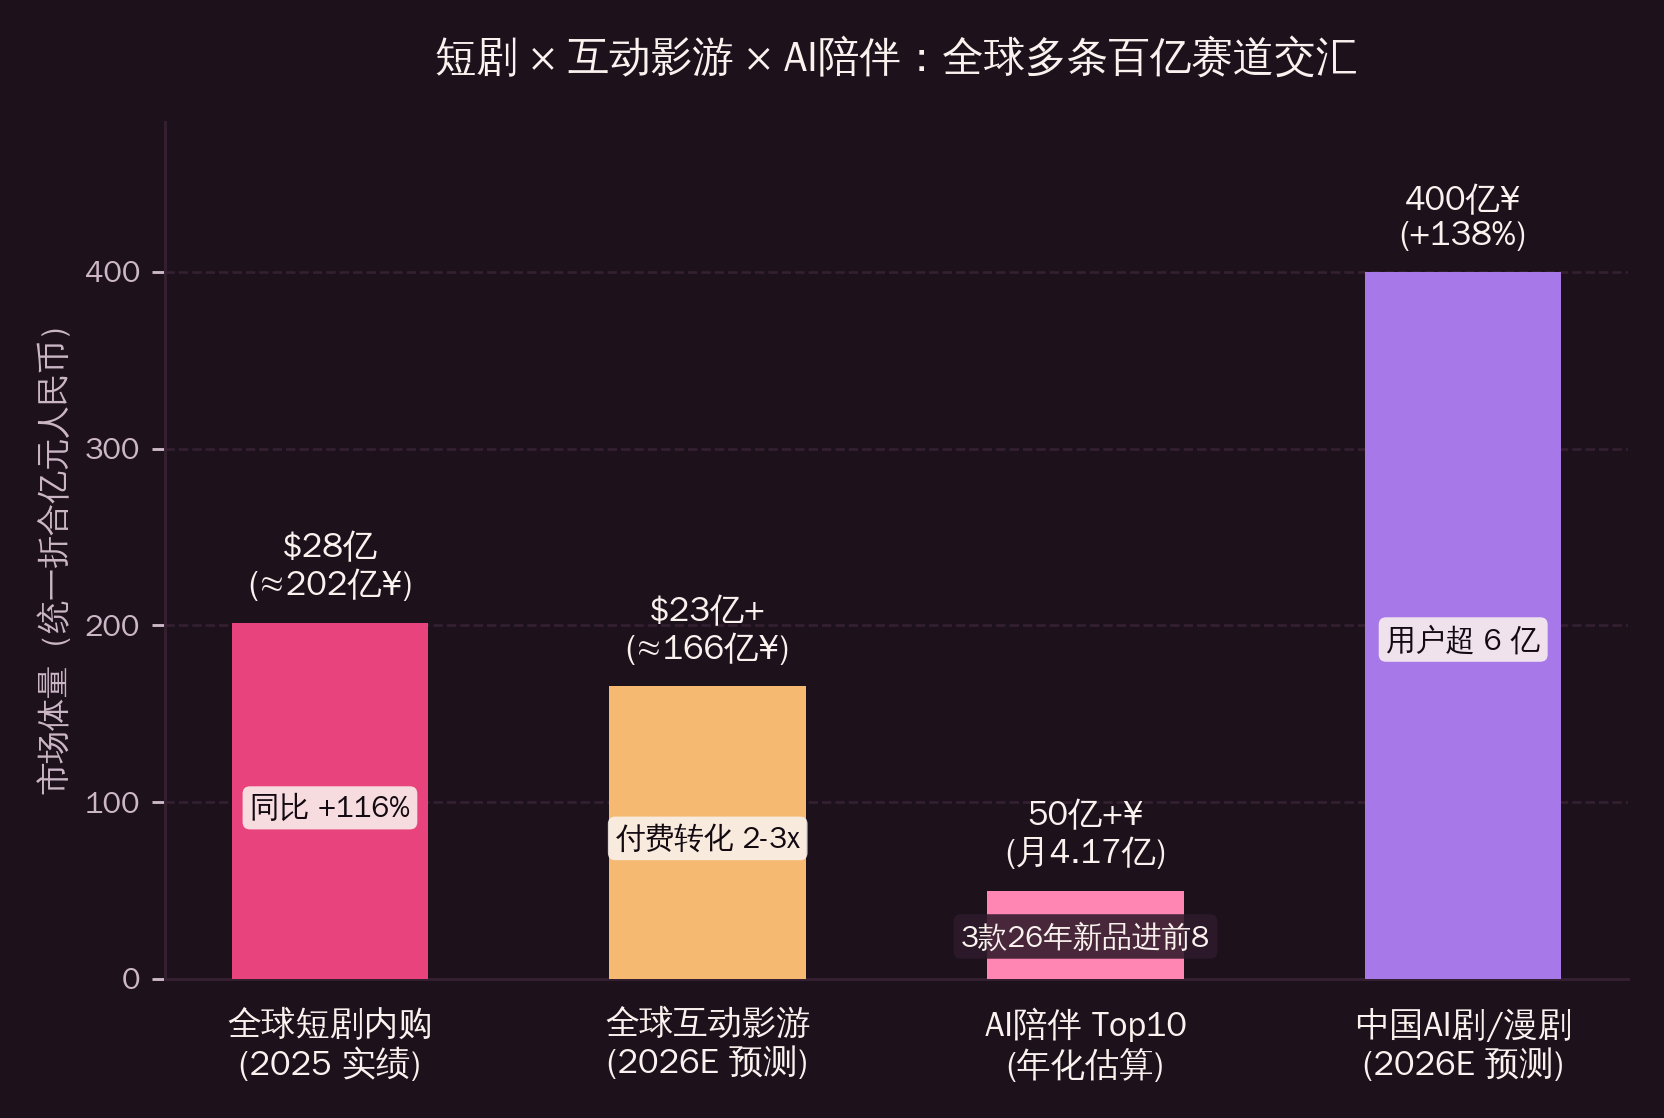 短剧 × 互动影游 × AI陪伴：全球多条百亿赛道交汇
市场体量（统一折合亿元人民币）
400
300
200
100
0
$28亿
(≈202亿¥)
同比 +116%
$23亿+
(≈166亿¥)
付费转化 2-3x
50亿+¥
(月4.17亿)
3款26年新品进前8
400亿¥
(+138%)
用户超 6 亿
全球短剧内购
(2025 实绩)
全球互动影游
(2026E 预测)
AI陪伴 Top10
(年化估算)
中国AI剧/漫剧
(2026E 预测)